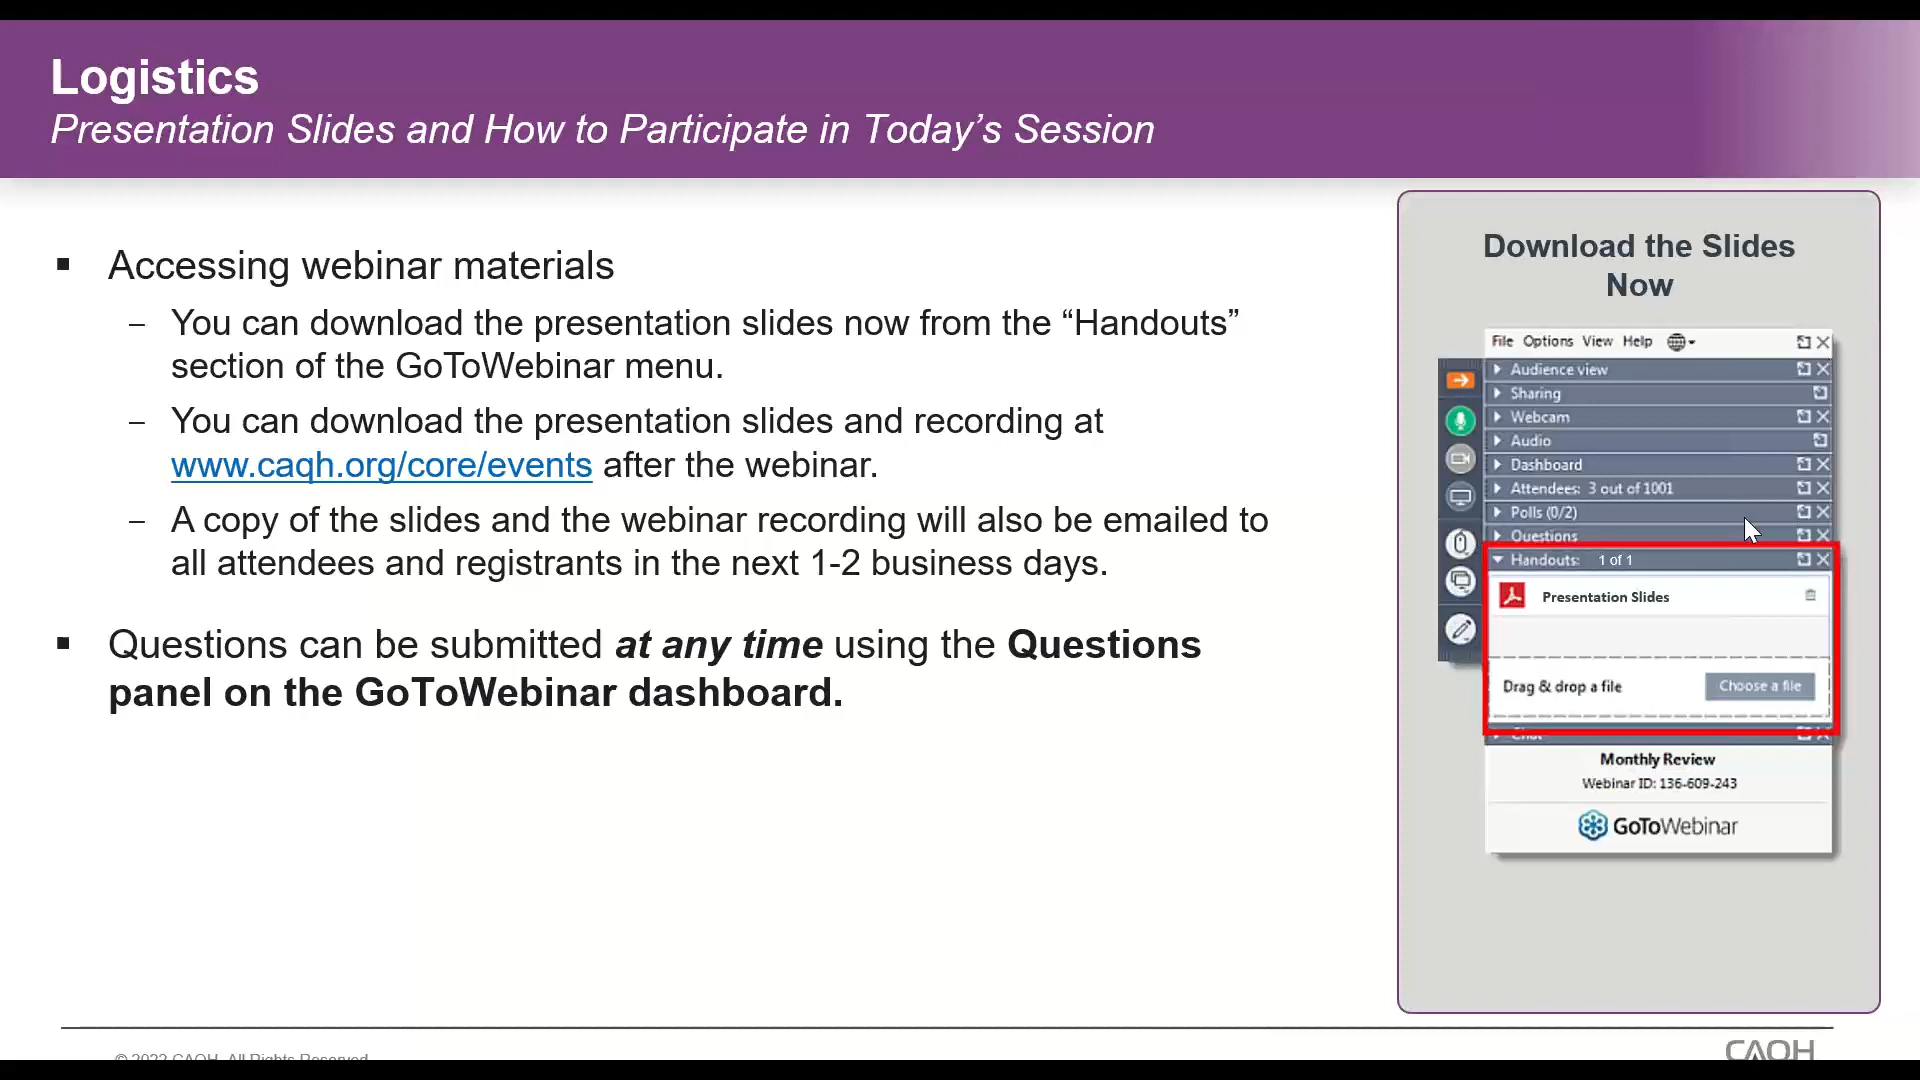 Logistics
Presentation Slides and How to Participate in Today’s Session
▪ Accessing webinar materials
– You can download the presentation slides now from the “Handouts”
section of the GoToWebinar menu.
– You can download the presentation slides and recording at
www.caqh.org/core/events after the webinar.
– A copy of the slides and the webinar recording will also be emailed to
all attendees and registrants in the next 1-2 business days.
▪ Questions can be submitted at any time using the Questions
panel on the GoToWebinar dashboard.
Download the Slides
Now
File Options View Help
Audience view
Sharing
Webcam
Audio
Dashboard
Attendees: 3 out of 1001
Polls (0/2)
Questions
Handouts: 1 of 1
Presentation Slides
Drag & drop a file Choose a file
Chat
Monthly Review
Webinar ID: 136-609-243
GoToWebinar
© 2022 CAQH, All Rights Reserved.
CAQH